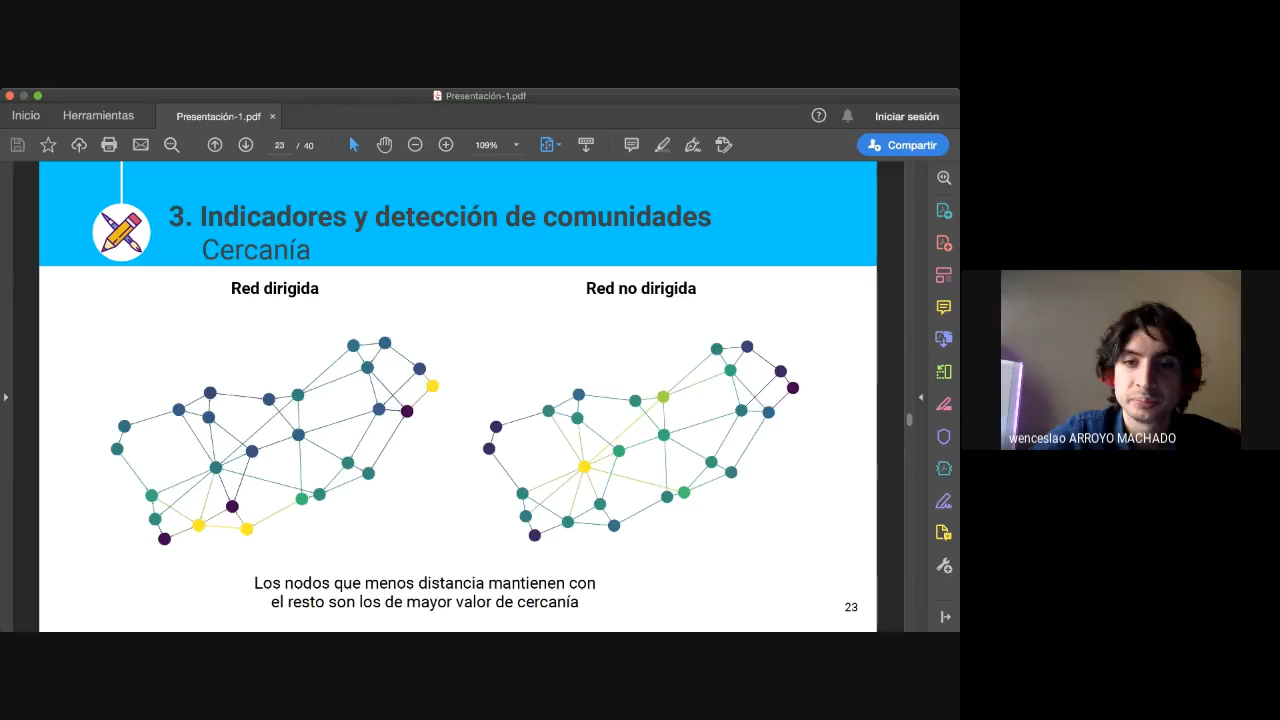 Presentación-1.pdf
Inicio
Herramientas
Presentación-1.pdf ×
Iniciar sesión
23 / 40
109%
Compartir
3. Indicadores y detección de comunidades
Cercanía
Red dirigida
Red no dirigida
Los nodos que menos distancia mantienen con
el resto son los de mayor valor de cercanía
23
wenceslao ARROYO MACHADO